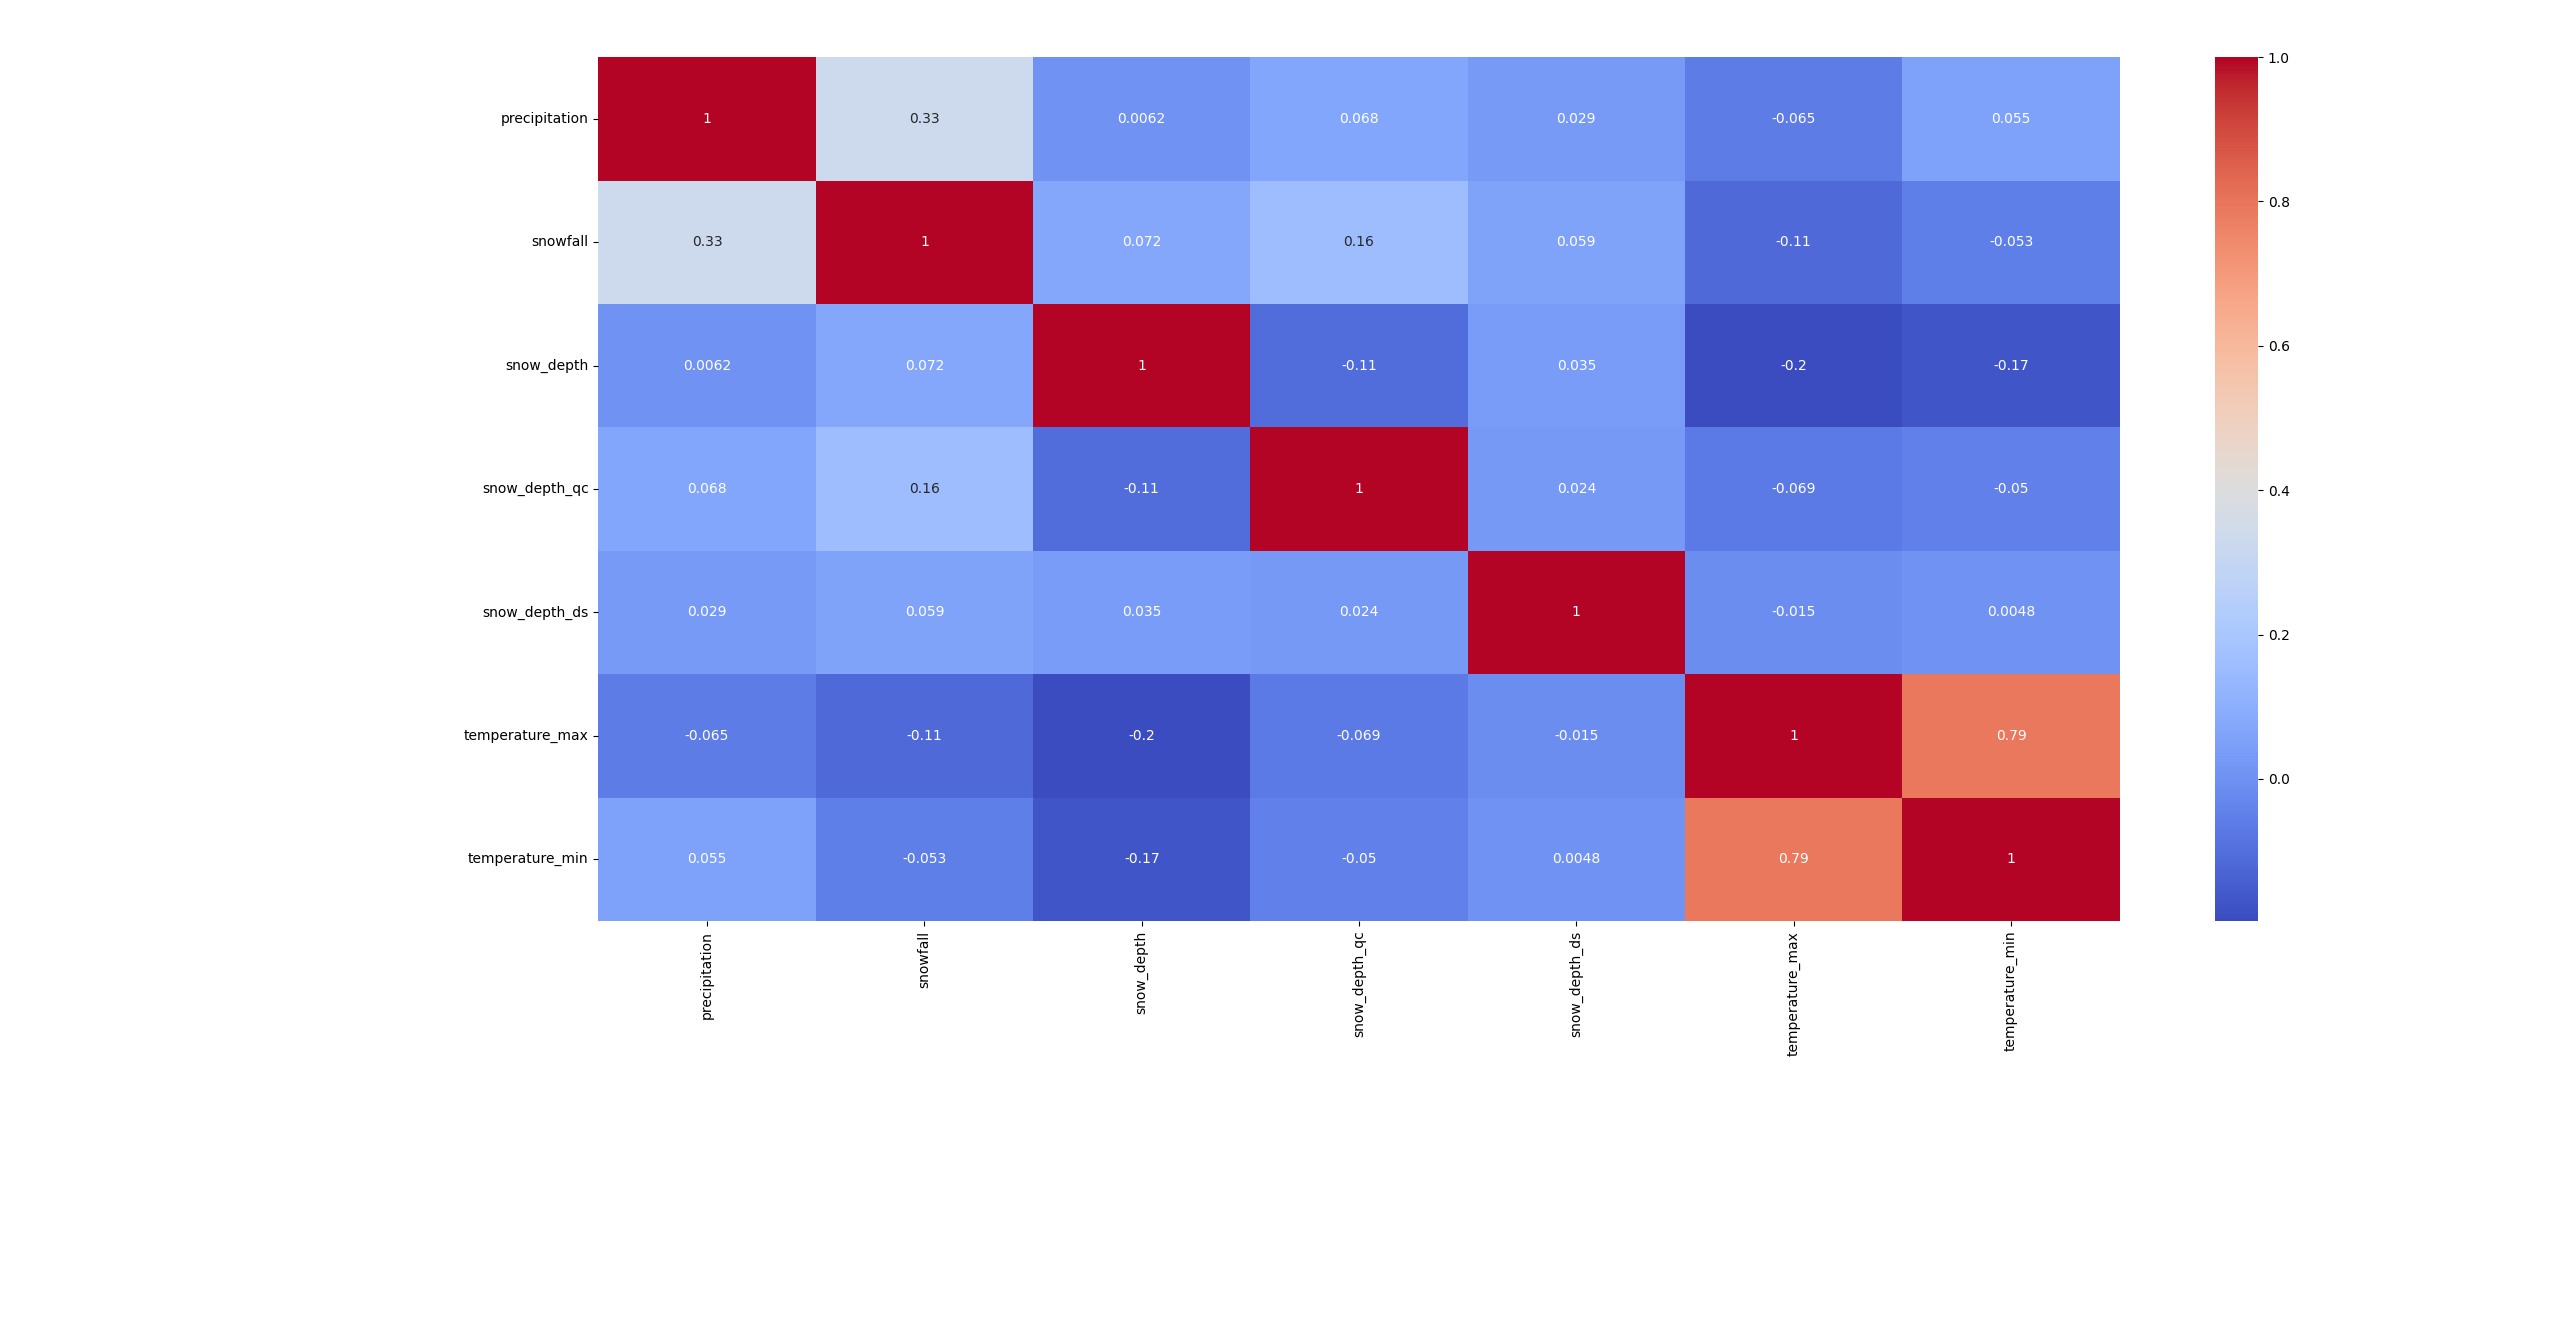 precipitation 1 0.33 0.0062 0.068 0.029 -0.065 0.055
snowfall 0.33 1 0.072 0.16 0.059 -0.11 -0.053
snow_depth 0.0062 0.072 1 -0.11 0.035 -0.2 -0.17
snow_depth_qc 0.068 0.16 -0.11 1 0.024 -0.069 -0.05
snow_depth_ds 0.029 0.059 0.035 0.024 1 -0.015 0.0048
temperature_max -0.065 -0.11 -0.2 -0.069 -0.015 1 0.79
temperature_min 0.055 -0.053 -0.17 -0.05 0.0048 0.79 1
precipitation
snowfall
snow_depth
snow_depth_qc
snow_depth_ds
temperature_max
temperature_min
1.0
0.8
0.6
0.4
0.2
0.0